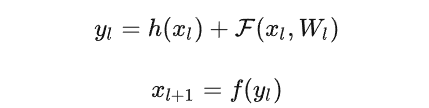 $y_l = h(x_l) + \mathcal{F}(x_l, W_l)$
$x_{l+1} = f(y_l)$